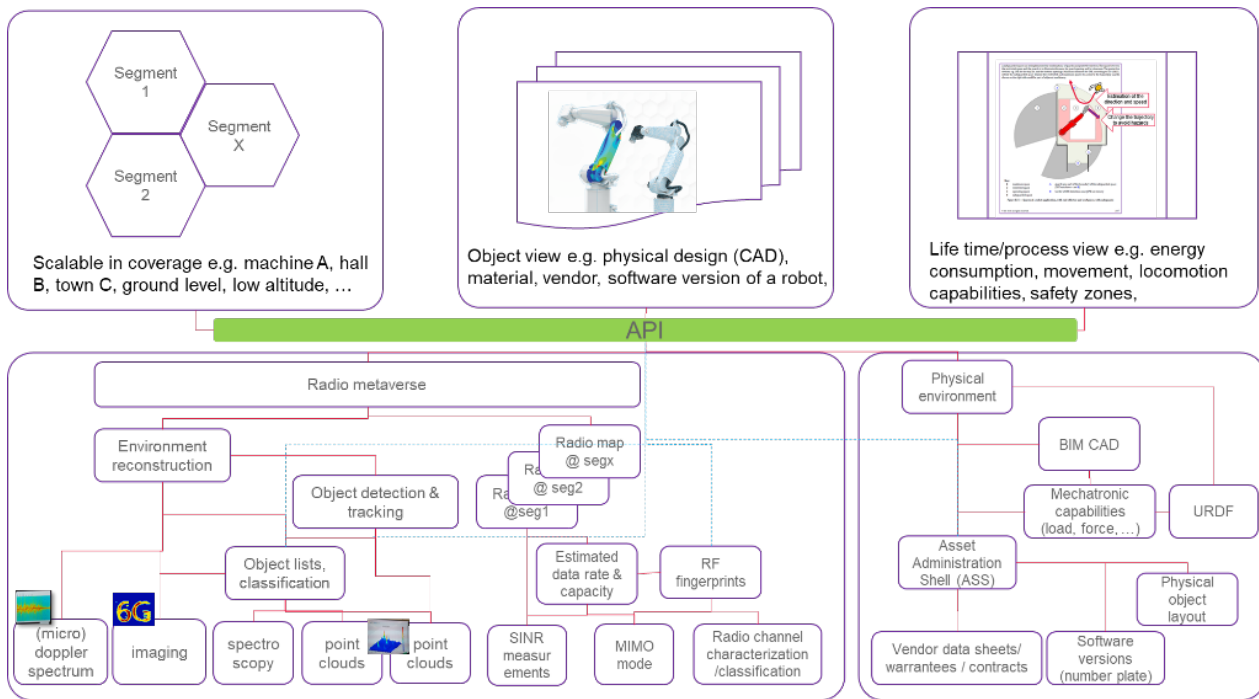 Segment
1
Segment
X
Segment
2
Scalable in coverage e.g. machine A, hall
B, town C, ground level, low altitude, …
Object view e.g. physical design (CAD),
material, vendor, software version of a robot,
Estimation of the
direction and speed
Change the trajectory
to avoid hazards
Life time/process view e.g. energy
consumption, movement, locomotion
capabilities, safety zones,
API
Radio metaverse
Environment
reconstruction
Radio map
@ segx
@ seg2
@seg1
Object detection &
tracking
Object lists,
classification
Estimated
data rate &
capacity
RF
fingerprints
6G
(micro)
doppler
spectrum
imaging
spectro
scopy
point
clouds
point
clouds
SINR
measur
ements
MIMO
mode
Radio channel
characterization
/classification
Physical
environment
BIM CAD
Mechatronic
capabilities
(load, force, …)
URDF
Asset
Administration
Shell (ASS)
Physical
object
layout
Vendor data sheets/
warrantees / contracts
Software
versions
(number plate)